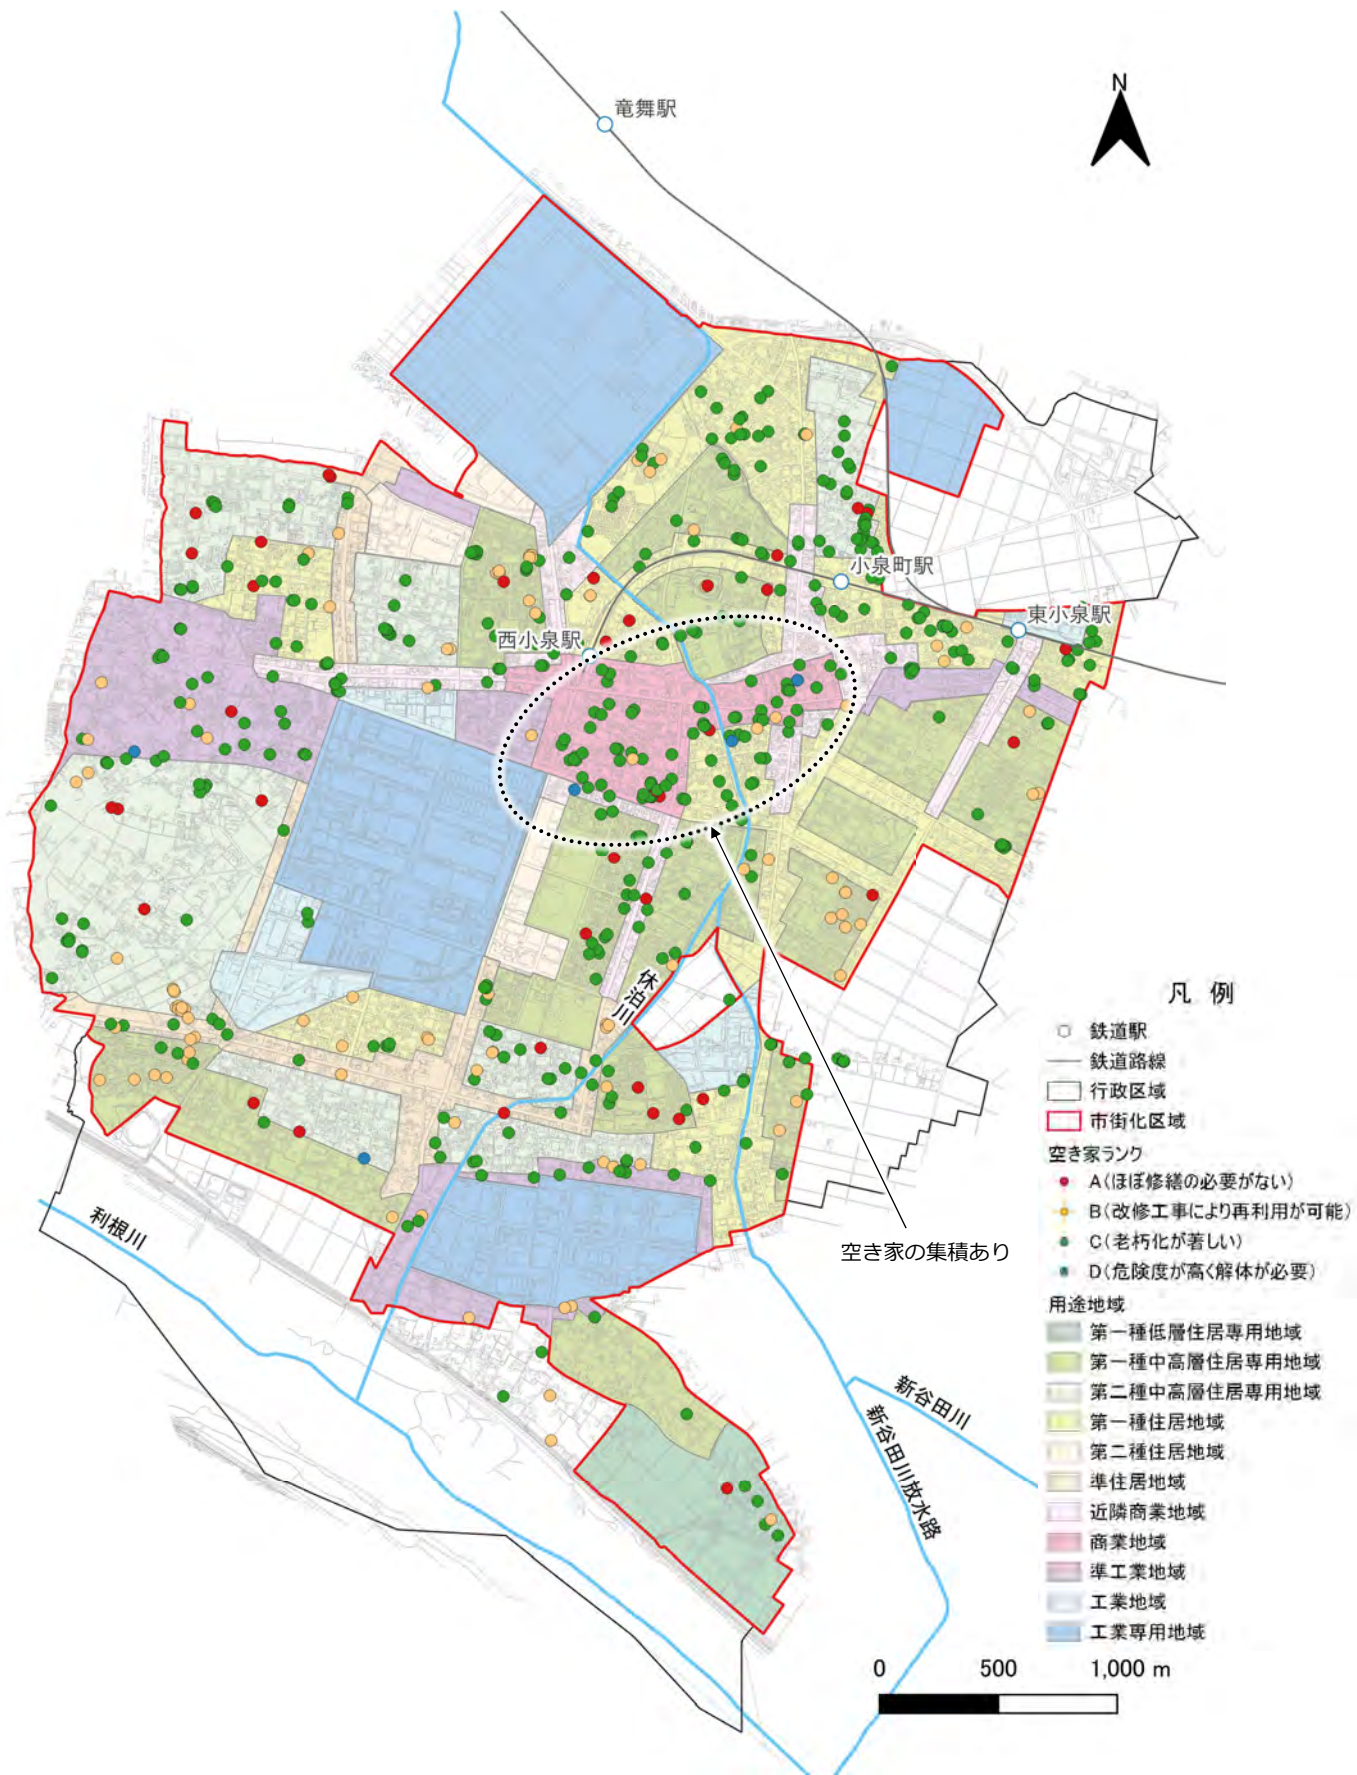 N
竜舞駅
小泉町駅
東小泉駅
西小泉駅
休泊川
利根川
空き家の集積あり
新谷田川
新谷田川放水路
凡 例
鉄道駅
鉄道路線
行政区域
市街化区域
空き家ランク
A(ほぼ修繕の必要がない)
B(改修工事により再利用が可能)
C(老朽化が著しい)
D(危険度が高く解体が必要)
用途地域
第一種低層住居専用地域
第一種中高層住居専用地域
第二種中高層住居専用地域
第一種住居地域
第二種住居地域
準住居地域
近隣商業地域
商業地域
準工業地域
工業地域
工業専用地域
0 500 1,000 m